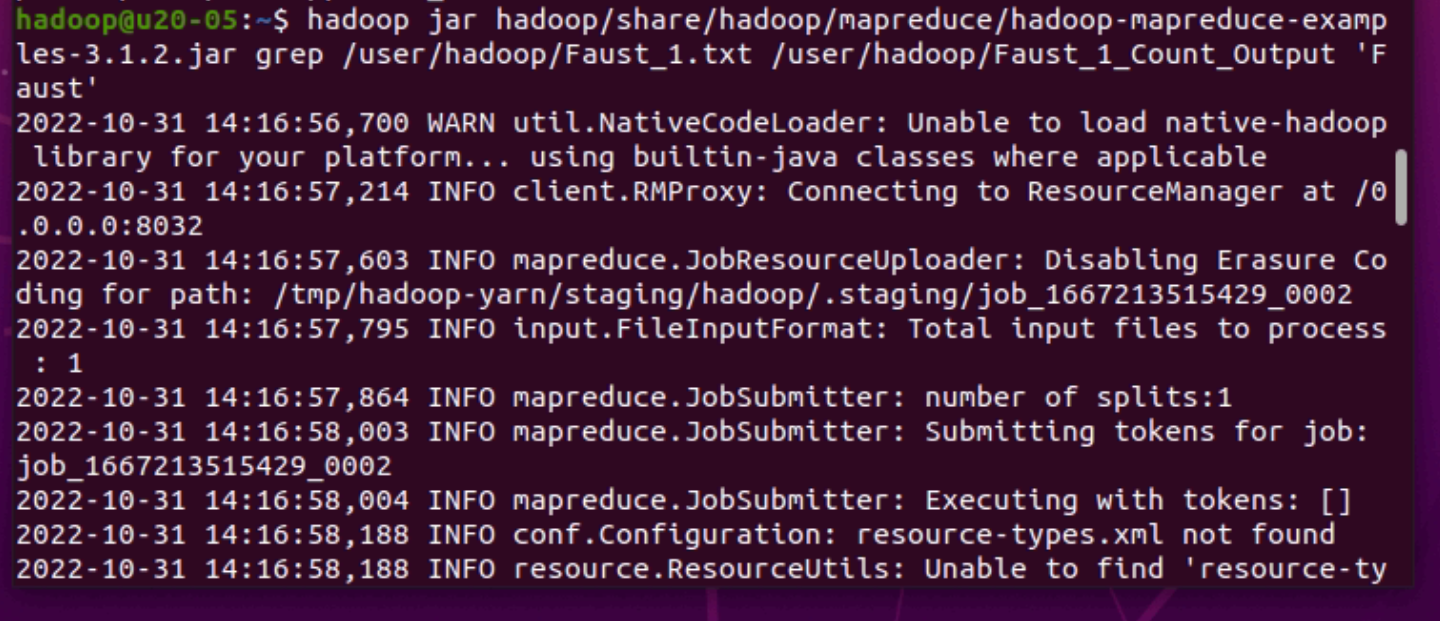 hadoop@u20-05:~$ hadoop jar hadoop/share/hadoop/mapreduce/hadoop-mapreduce-examp
les-3.1.2.jar grep /user/hadoop/Faust_1.txt /user/hadoop/Faust_1_Count_Output 'F
aust'
2022-10-31 14:16:56,700 WARN util.NativeCodeLoader: Unable to load native-hadoop
 library for your platform... using builtin-java classes where applicable
2022-10-31 14:16:57,214 INFO client.RMProxy: Connecting to ResourceManager at /0
.0.0.0:8032
2022-10-31 14:16:57,603 INFO mapreduce.JobResourceUploader: Disabling Erasure Co
ding for path: /tmp/hadoop-yarn/staging/hadoop/.staging/job_1667213515429_0002
2022-10-31 14:16:57,795 INFO input.FileInputFormat: Total input files to process
 : 1
2022-10-31 14:16:57,864 INFO mapreduce.JobSubmitter: number of splits:1
2022-10-31 14:16:58,003 INFO mapreduce.JobSubmitter: Submitting tokens for job:
job_1667213515429_0002
2022-10-31 14:16:58,004 INFO mapreduce.JobSubmitter: Executing with tokens: []
2022-10-31 14:16:58,188 INFO conf.Configuration: resource-types.xml not found
2022-10-31 14:16:58,188 INFO resource.ResourceUtils: Unable to find 'resource-ty